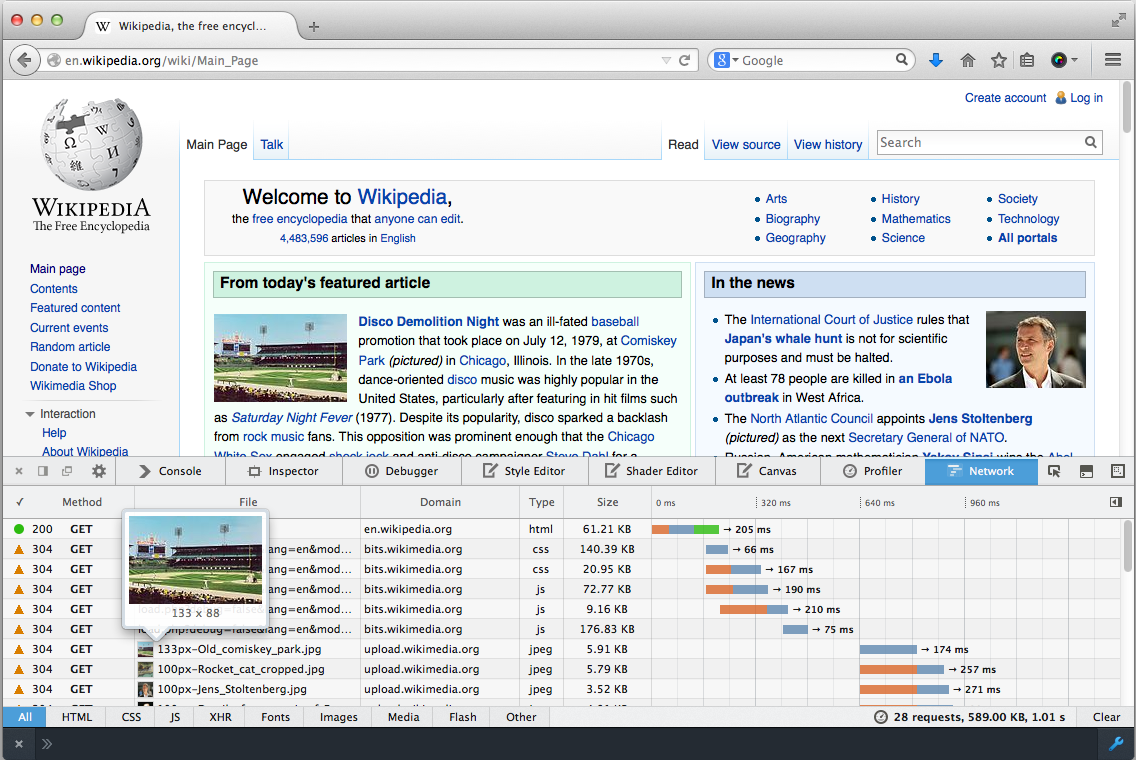 Wikipedia, the free encycl...
en.wikipedia.org/wiki/Main_Page
Google
Create account Log in
Main Page Talk Read View source View history Search
WIKIPEDIA
The Free Encyclopedia
Main page
Contents
Featured content
Current events
Random article
Donate to Wikipedia
Wikimedia Shop
Interaction
Help
About Wikipedia
Welcome to Wikipedia,
the free encyclopedia that anyone can edit.
4,483,596 articles in English
Arts
Biography
Geography
History
Mathematics
Science
Society
Technology
All portals
From today's featured article
Disco Demolition Night was an ill-fated baseball
promotion that took place on July 12, 1979, at Comiskey
Park (pictured) in Chicago, Illinois. In the late 1970s,
dance-oriented disco music was highly popular in the
United States, particularly after featuring in hit films such
as Saturday Night Fever (1977). Despite its popularity, disco sparked a backlash
from rock music fans. This opposition was prominent enough that the Chicago
White Sox engaged shock jock and anti-disco campaigner Steve Dahl for a
In the news
The International Court of Justice rules that
Japan's whale hunt is not for scientific
purposes and must be halted.
At least 78 people are killed in an Ebola
outbreak in West Africa.
The North Atlantic Council appoints Jens Stoltenberg
(pictured) as the next Secretary General of NATO.
Russian-American mathematician Yakov Sinai wins the Abel
Console Inspector Debugger Style Editor Shader Editor Canvas Profiler Network
✓ Method File Domain Type Size 0 ms 320 ms 640 ms 960 ms
200 GET en.wikipedia.org html 61.21 KB → 205 ms
304 GET lang=en&mod... bits.wikimedia.org css 140.39 KB → 66 ms
304 GET lang=en&mod... bits.wikimedia.org css 20.95 KB → 167 ms
304 GET lang=en&mod... bits.wikimedia.org js 72.77 KB → 190 ms
133 x 88
304 GET load.php?debug=false&lang=en&mod... bits.wikimedia.org js 9.16 KB → 210 ms
304 GET load.php?debug=false&lang=en&mod... bits.wikimedia.org js 176.83 KB → 75 ms
304 GET 133px-Old_comiskey_park.jpg upload.wikimedia.org jpeg 5.91 KB → 174 ms
304 GET 100px-Rocket_cat_cropped.jpg upload.wikimedia.org jpeg 5.79 KB → 257 ms
304 GET 100px-Jens_Stoltenberg.jpg upload.wikimedia.org jpeg 3.52 KB → 271 ms
All HTML CSS JS XHR Fonts Images Media Flash Other 28 requests, 589.00 KB, 1.01 s Clear